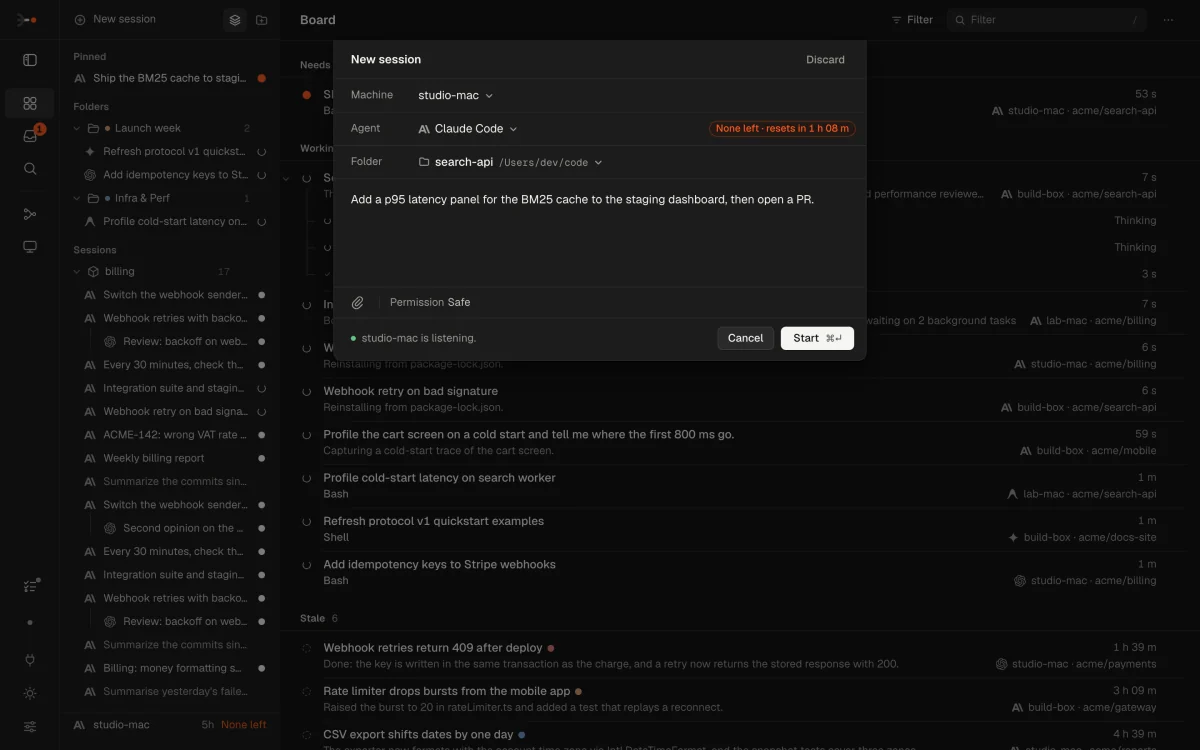 New session
Board
Filter
Filter /
Pinned
Ship the BM25 cache to stagi...
Folders
Launch week 2
Refresh protocol v1 quickst...
Add idempotency keys to St...
Infra & Perf 1
Profile cold-start latency on...
Sessions
billing 17
Switch the webhook sender...
Webhook retries with backo...
Review: backoff on web...
Every 30 minutes, check th...
Integration suite and stagin...
Webhook retry on bad signa...
ACME-142: wrong VAT rate ...
Weekly billing report
Summarize the commits sin...
Switch the webhook sender...
Second opinion on the ...
Every 30 minutes, check th...
Integration suite and stagin...
Webhook retries with backo...
Review: backoff on web...
Summarize the commits sin...
Billing: money formatting s...
Summarise yesterday's faile...
studio-mac 5h None left
1
New session Discard
Machine studio-mac
Agent Claude Code None left · resets in 1 h 08 m
Folder search-api /Users/dev/code
Add a p95 latency panel for the BM25 cache to the staging dashboard, then open a PR.
Permission Safe
studio-mac is listening. Cancel Start ⌘↵
Needs
53 s
studio-mac · acme/search-api
7 s
performance reviewe... build-box · acme/search-api
Thinking
Thinking
3 s
7 s
waiting on 2 background tasks lab-mac · acme/billing
6 s
Reinstalling from package-lock.json. studio-mac · acme/billing
Webhook retry on bad signature 6 s
Reinstalling from package-lock.json. build-box · acme/search-api
Profile the cart screen on a cold start and tell me where the first 800 ms go. 59 s
Capturing a cold-start trace of the cart screen. build-box · acme/mobile
Profile cold-start latency on search worker 1 m
Bash lab-mac · acme/search-api
Refresh protocol v1 quickstart examples 1 m
Shell build-box · acme/docs-site
Add idempotency keys to Stripe webhooks 1 m
Bash studio-mac · acme/billing
Stale 6
Webhook retries return 409 after deploy 1 h 39 m
Done: the key is written in the same transaction as the charge, and a retry now returns the stored response with 200. studio-mac · acme/payments
Rate limiter drops bursts from the mobile app 3 h 09 m
Raised the burst to 20 in rateLimiter.ts and added a test that replays a reconnect. build-box · acme/gateway
CSV export shifts dates by one day 4 h 39 m